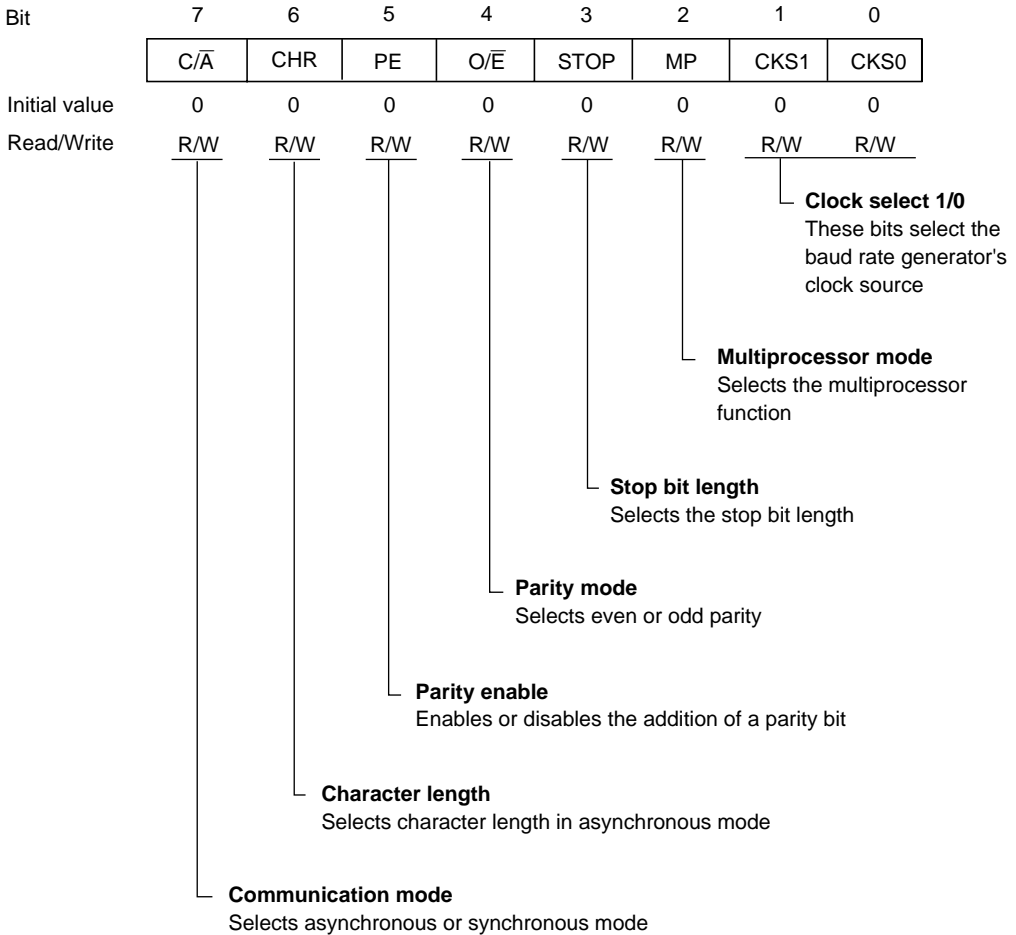 Bit 7 6 5 4 3 2 1 0
C/A̅ CHR PE O/E̅ STOP MP CKS1 CKS0
Initial value 0 0 0 0 0 0 0 0
Read/Write R/W R/W R/W R/W R/W R/W R/W R/W
Clock select 1/0
These bits select the
baud rate generator's
clock source
Multiprocessor mode
Selects the multiprocessor
function
Stop bit length
Selects the stop bit length
Parity mode
Selects even or odd parity
Parity enable
Enables or disables the addition of a parity bit
Character length
Selects character length in asynchronous mode
Communication mode
Selects asynchronous or synchronous mode